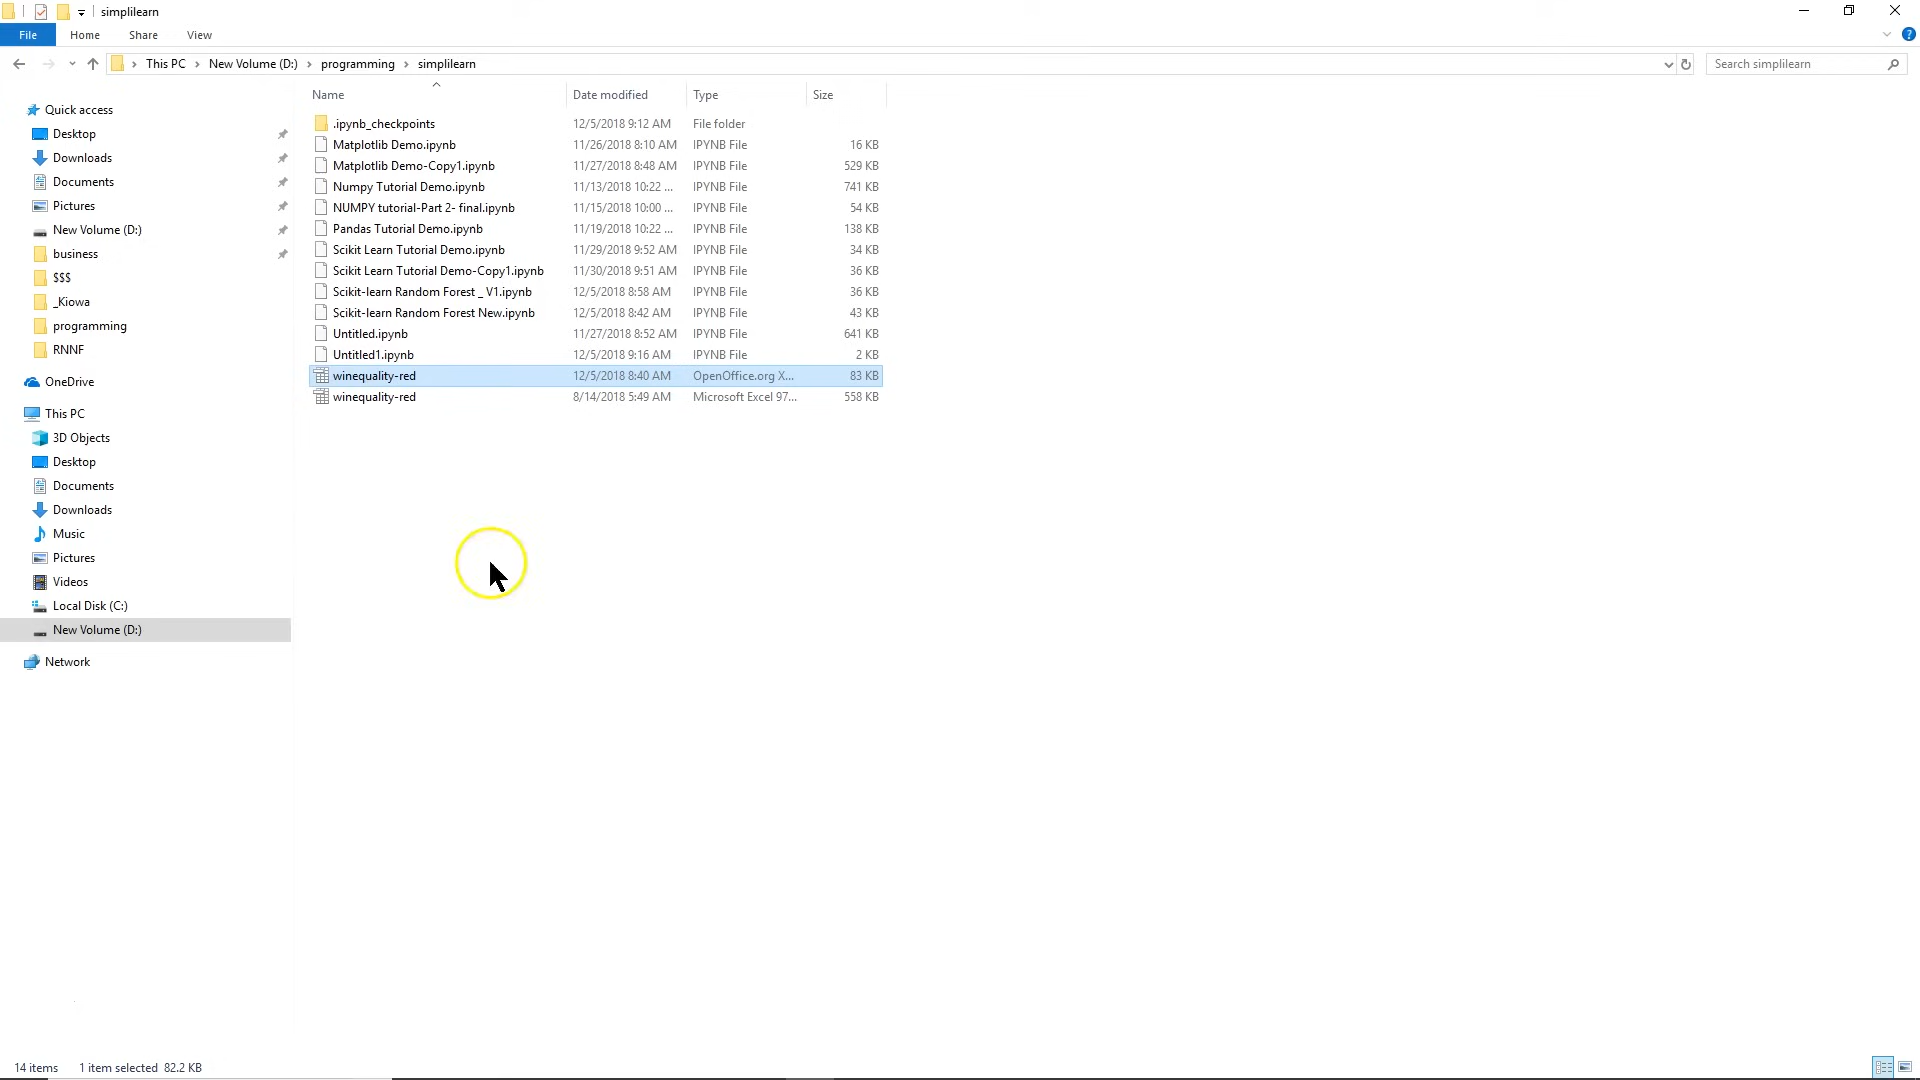 simplilearn
File Home Share View
This PC New Volume (D:) programming simplilearn Search simplilearn
Name Date modified Type Size
.ipynb_checkpoints 12/5/2018 9:12 AM File folder
Matplotlib Demo.ipynb 11/26/2018 8:10 AM IPYNB File 16 KB
Matplotlib Demo-Copy1.ipynb 11/27/2018 8:48 AM IPYNB File 529 KB
Numpy Tutorial Demo.ipynb 11/13/2018 10:22 ... IPYNB File 741 KB
NUMPY tutorial-Part 2- final.ipynb 11/15/2018 10:00 ... IPYNB File 54 KB
Pandas Tutorial Demo.ipynb 11/19/2018 10:22 ... IPYNB File 138 KB
Scikit Learn Tutorial Demo.ipynb 11/29/2018 9:52 AM IPYNB File 34 KB
Scikit Learn Tutorial Demo-Copy1.ipynb 11/30/2018 9:51 AM IPYNB File 36 KB
Scikit-learn Random Forest _ V1.ipynb 12/5/2018 8:58 AM IPYNB File 36 KB
Scikit-learn Random Forest New.ipynb 12/5/2018 8:42 AM IPYNB File 43 KB
Untitled.ipynb 11/27/2018 8:52 AM IPYNB File 641 KB
Untitled1.ipynb 12/5/2018 9:16 AM IPYNB File 2 KB
winequality-red 12/5/2018 8:40 AM OpenOffice.org X... 83 KB
winequality-red 8/14/2018 5:49 AM Microsoft Excel 97... 558 KB
Quick access
Desktop
Downloads
Documents
Pictures
New Volume (D:)
business
$$$
_Kiowa
programming
RNNF
OneDrive
This PC
3D Objects
Desktop
Documents
Downloads
Music
Pictures
Videos
Local Disk (C:)
New Volume (D:)
Network
14 items 1 item selected 82.2 KB